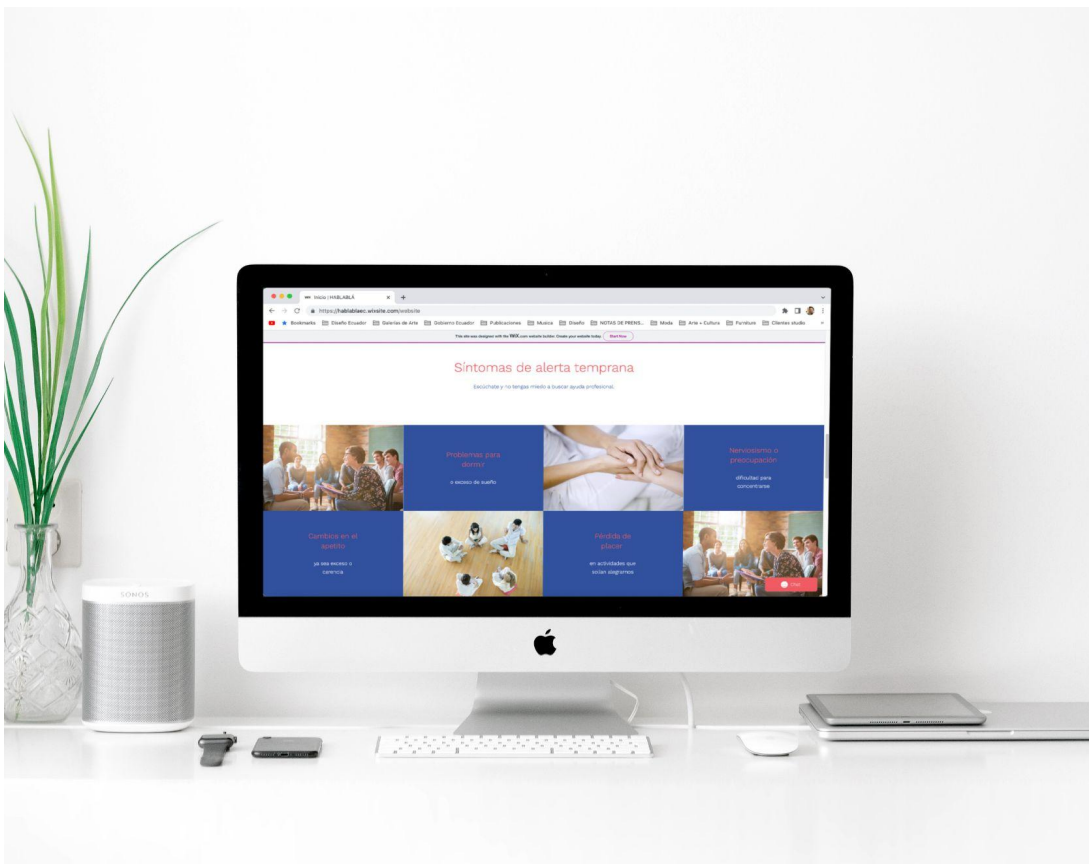 Inicio | HABLABLÁ
https://hablablaec.wixsite.com/website
Bookmarks Diseño Ecuador Galerías de Arte Gobierno Ecuador Publicaciones Musica Diseño NOTAS DE PRENS... Moda Arte + Cultura Furniture Clientes studio
This site was designed with the WiX.com website builder. Create your website today. Start Now
Síntomas de alerta temprana
Escúchate y no tengas miedo a buscar ayuda profesional.
Problemas para
dormir
o exceso de sueño
Nerviosismo o
preocupación
dificultad para
concentrarse
Cambios en el
apetito
ya sea exceso o
carencia
Pérdida de
placer
en actividades que
solían alegrarnos
Chat
SONOS